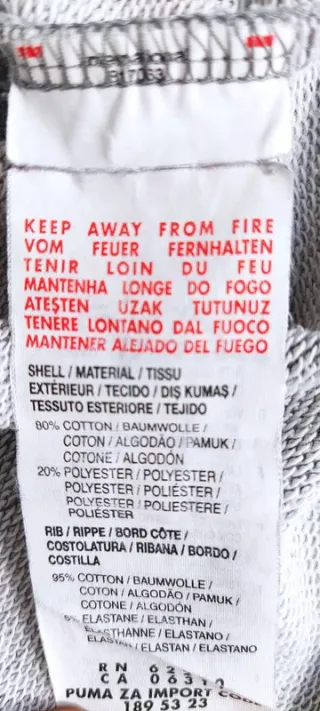 KEEP AWAY FROM FIRE
VOM FEUER FERNHALTEN
TENIR LOIN DU FEU
MANTENHA LONGE DO FOGO
ATEŞTEN UZAK TUTUNUZ
TENERE LONTANO DAL FUOCO
MANTENER ALEJADO DEL FUEGO
SHELL / MATERIAL / TISSU
EXTÉRIEUR / TECIDO / DIŞ KUMAŞ /
TESSUTO ESTERIORE / TEJIDO
80% COTTON / BAUMWOLLE /
COTON / ALGODÃO / PAMUK /
COTONE / ALGODÓN
20% POLYESTER / POLYESTER /
POLYESTER / POLIÉSTER /
POLYESTER / POLIESTERE /
POLIÉSTER
RIB / RIPPE / BORD CÔTE /
COSTOLATURA / RIBANA / BORDO /
COSTILLA
95% COTTON / BAUMWOLLE /
COTON / ALGODÃO / PAMUK /
COTONE / ALGODÓN
ELASTANE / ELASTHAN /
ELASTHANNE / ELASTANO /
ELASTAN / ELASTANO
RN 62
CA 063
PUMA ZA IMPORT
189 53 23